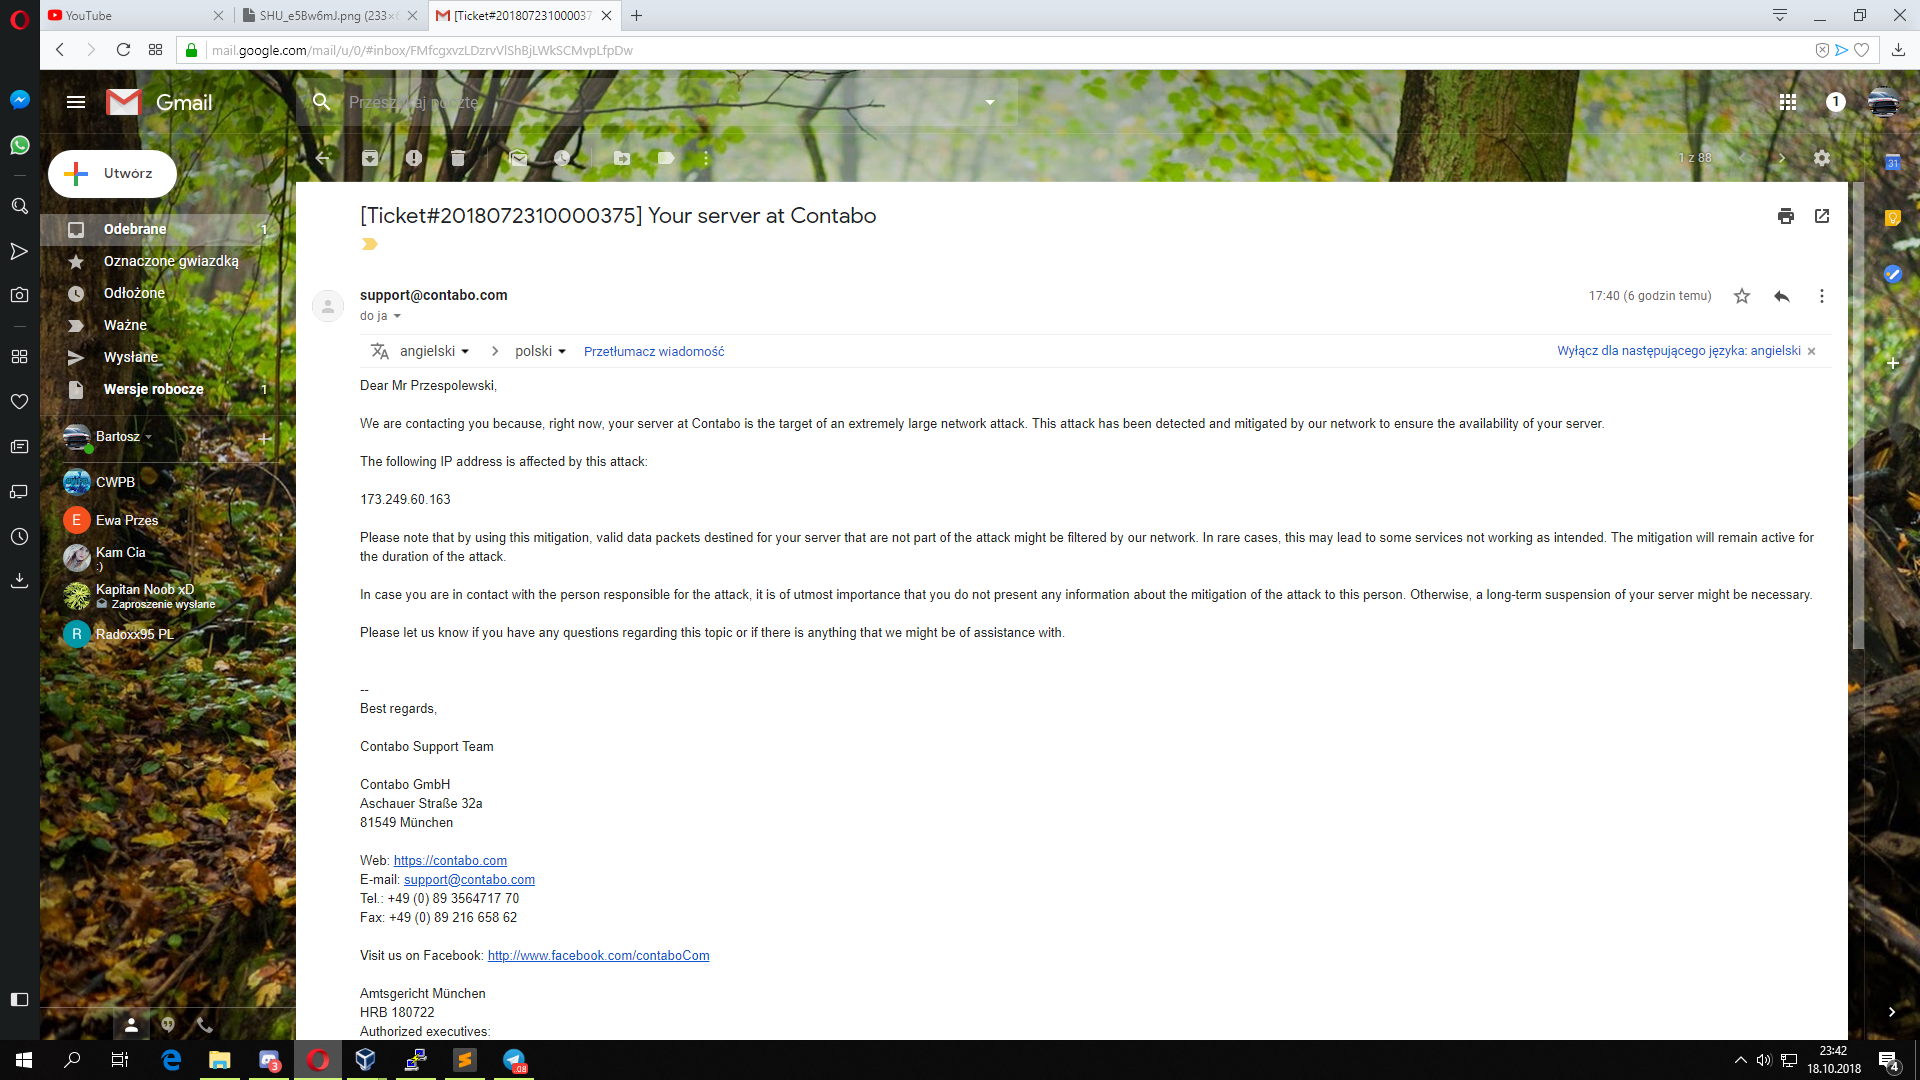 YouTube
SHU_e5Bw6mJ.png (233×
[Ticket#20180723100003
mail.google.com/mail/u/0/#inbox/FMfcgxvzLDzrvVlShBjLWkSCMvpLfpDw
Gmail
Przeszukaj pocztę
1
Utwórz
1 z 88
31
Odebrane 1
Oznaczone gwiazdką
Odłożone
Ważne
Wysłane
Wersje robocze 1
Bartosz
CWPB
E Ewa Przes
Kam Cia
:)
Kapitan Noob xD
Zaproszenie wysłane
R Radoxx95 PL
[Ticket#2018072310000375] Your server at Contabo
support@contabo.com
17:40 (6 godzin temu)
do ja
angielski
polski
Przetłumacz wiadomość
Wyłącz dla następującego języka: angielski
Dear Mr Przespolewski,
We are contacting you because, right now, your server at Contabo is the target of an extremely large network attack. This attack has been detected and mitigated by our network to ensure the availability of your server.
The following IP address is affected by this attack:
173.249.60.163
Please note that by using this mitigation, valid data packets destined for your server that are not part of the attack might be filtered by our network. In rare cases, this may lead to some services not working as intended. The mitigation will remain active for
the duration of the attack.
In case you are in contact with the person responsible for the attack, it is of utmost importance that you do not present any information about the mitigation of the attack to this person. Otherwise, a long-term suspension of your server might be necessary.
Please let us know if you have any questions regarding this topic or if there is anything that we might be of assistance with.
--
Best regards,
Contabo Support Team
Contabo GmbH
Aschauer Straße 32a
81549 München
Web: https://contabo.com
E-mail: support@contabo.com
Tel.: +49 (0) 89 3564717 70
Fax: +49 (0) 89 216 658 62
Visit us on Facebook: http://www.facebook.com/contaboCom
Amtsgericht München
HRB 180722
Authorized executives:
3
.08
23:42
18.10.2018
4